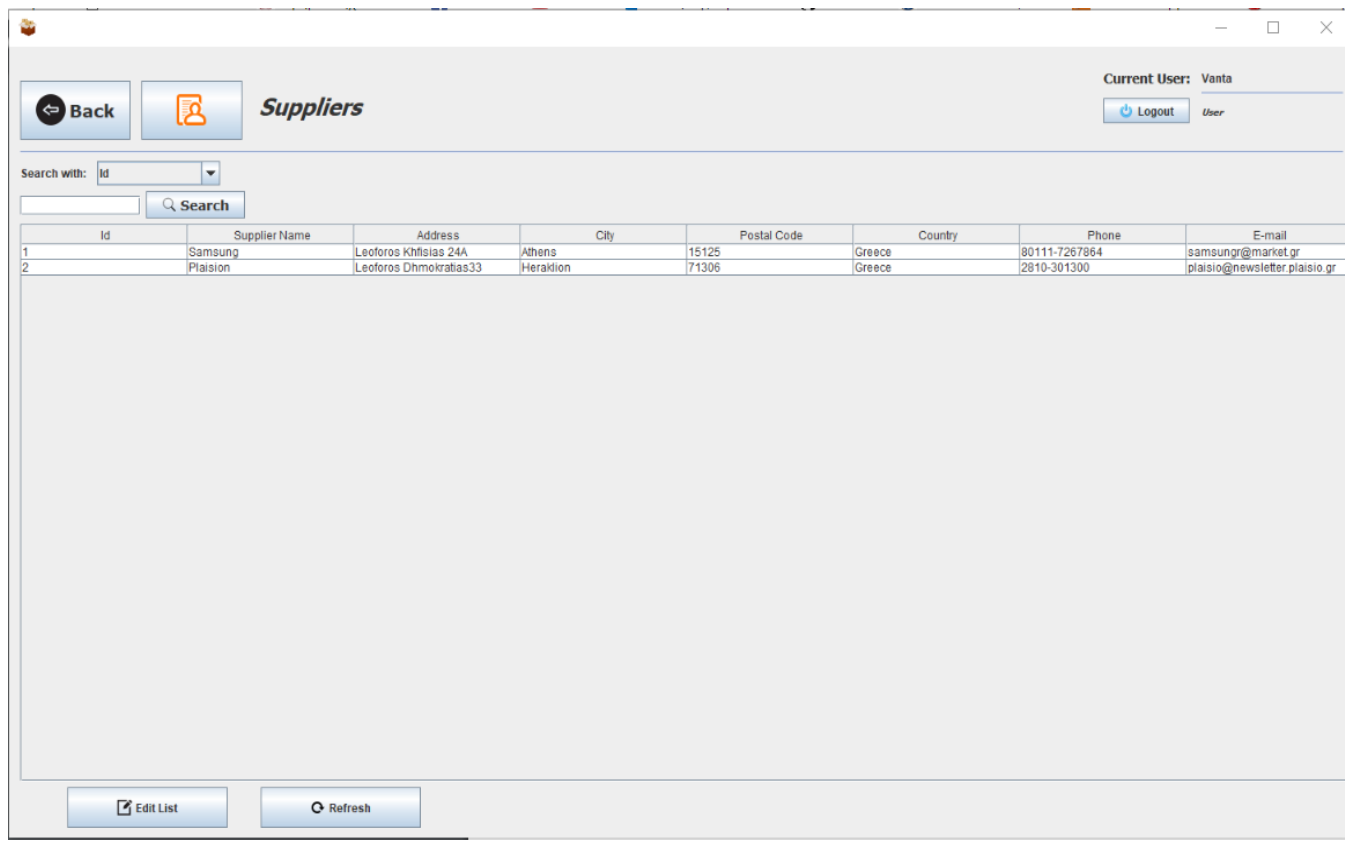 Current User: Vanta
Back
Suppliers
Logout User
Search with: Id
Search
Id Supplier Name Address City Postal Code Country Phone E-mail
1 Samsung Leoforos Khfisias 24A Athens 15125 Greece 80111-7267864 samsungr@market.gr
2 Plaision Leoforos Dhmokratias33 Heraklion 71306 Greece 2810-301300 plaisio@newsletter.plaisio.gr
Edit List Refresh